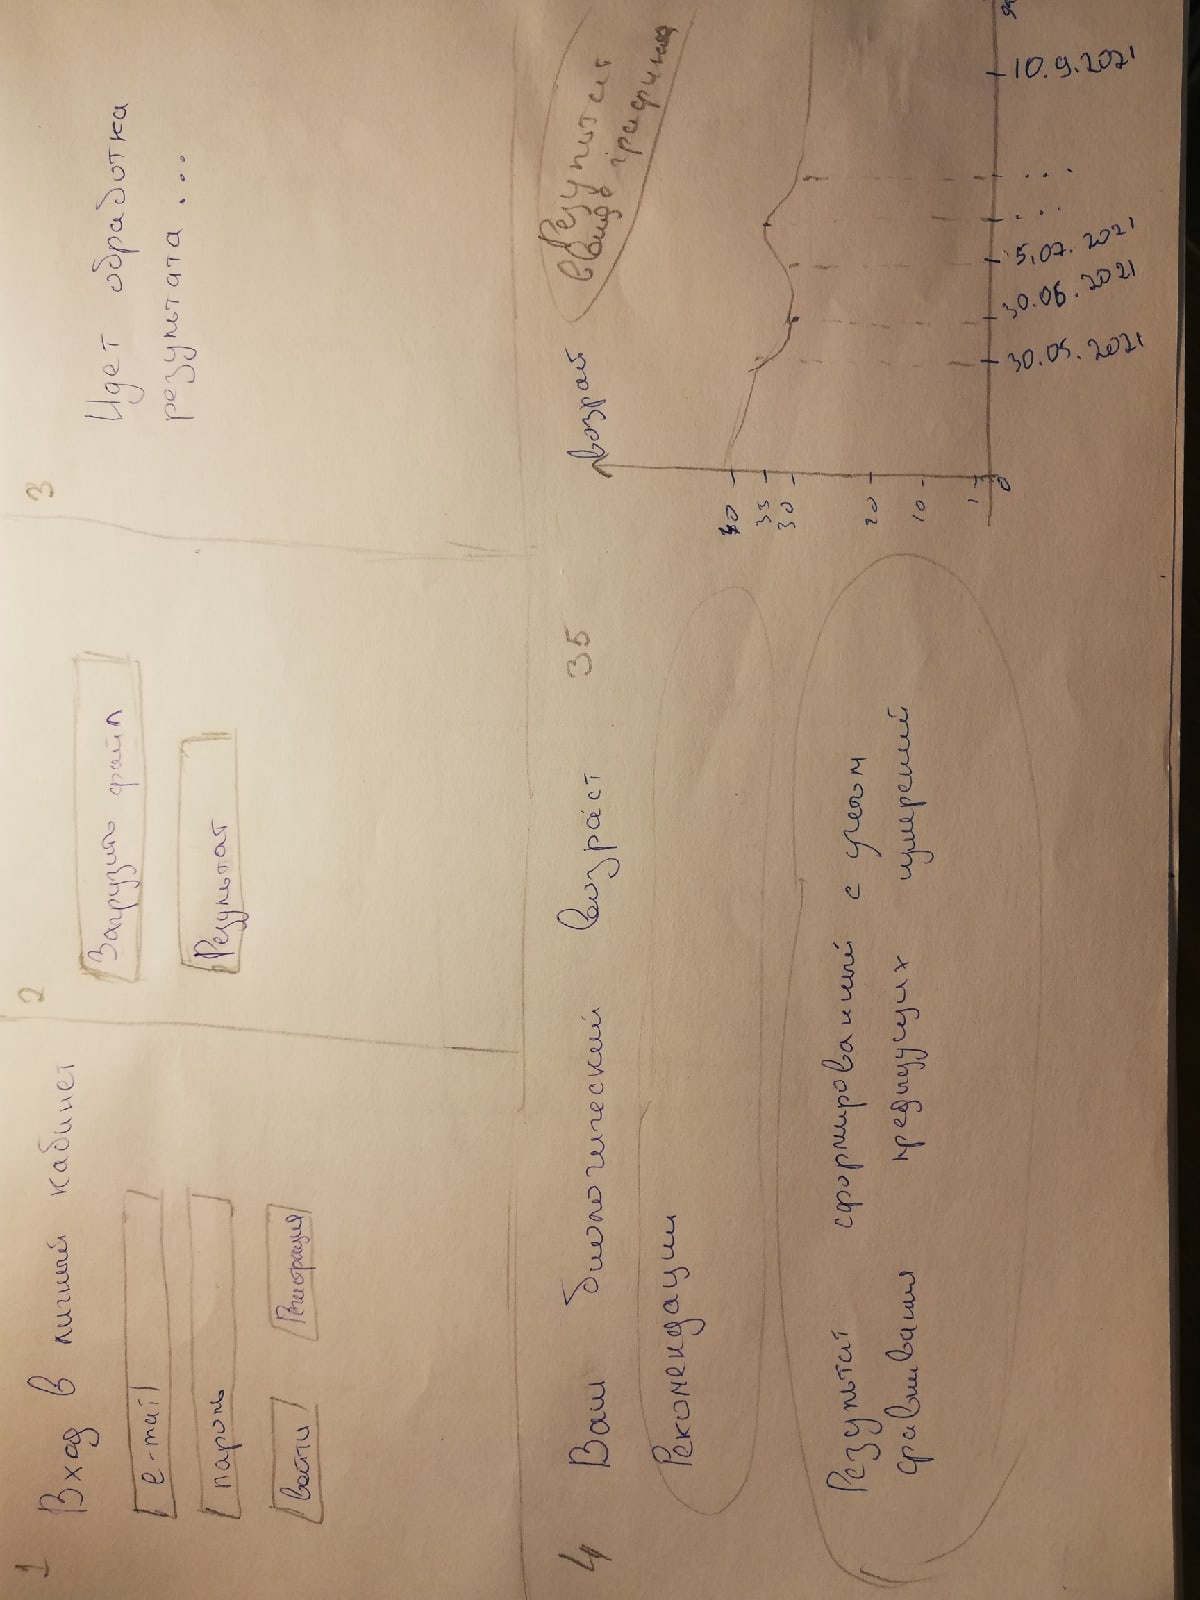 1
Вход в личный кабинет
e-mail
пароль
Войти
Регистрация
2
Загрузить файл
Результат
3
Идет обработка
результата ...
4
Ваш биологический возраст 35
Рекомендации
Результат сформированный с учетом
сравнивания предыдущих измерений
возраст
Результат
в виде графика
40
35
30
20
10
1
0
30.05.2021
30.06.2021
15.07.2021
...
...
10.9.2021